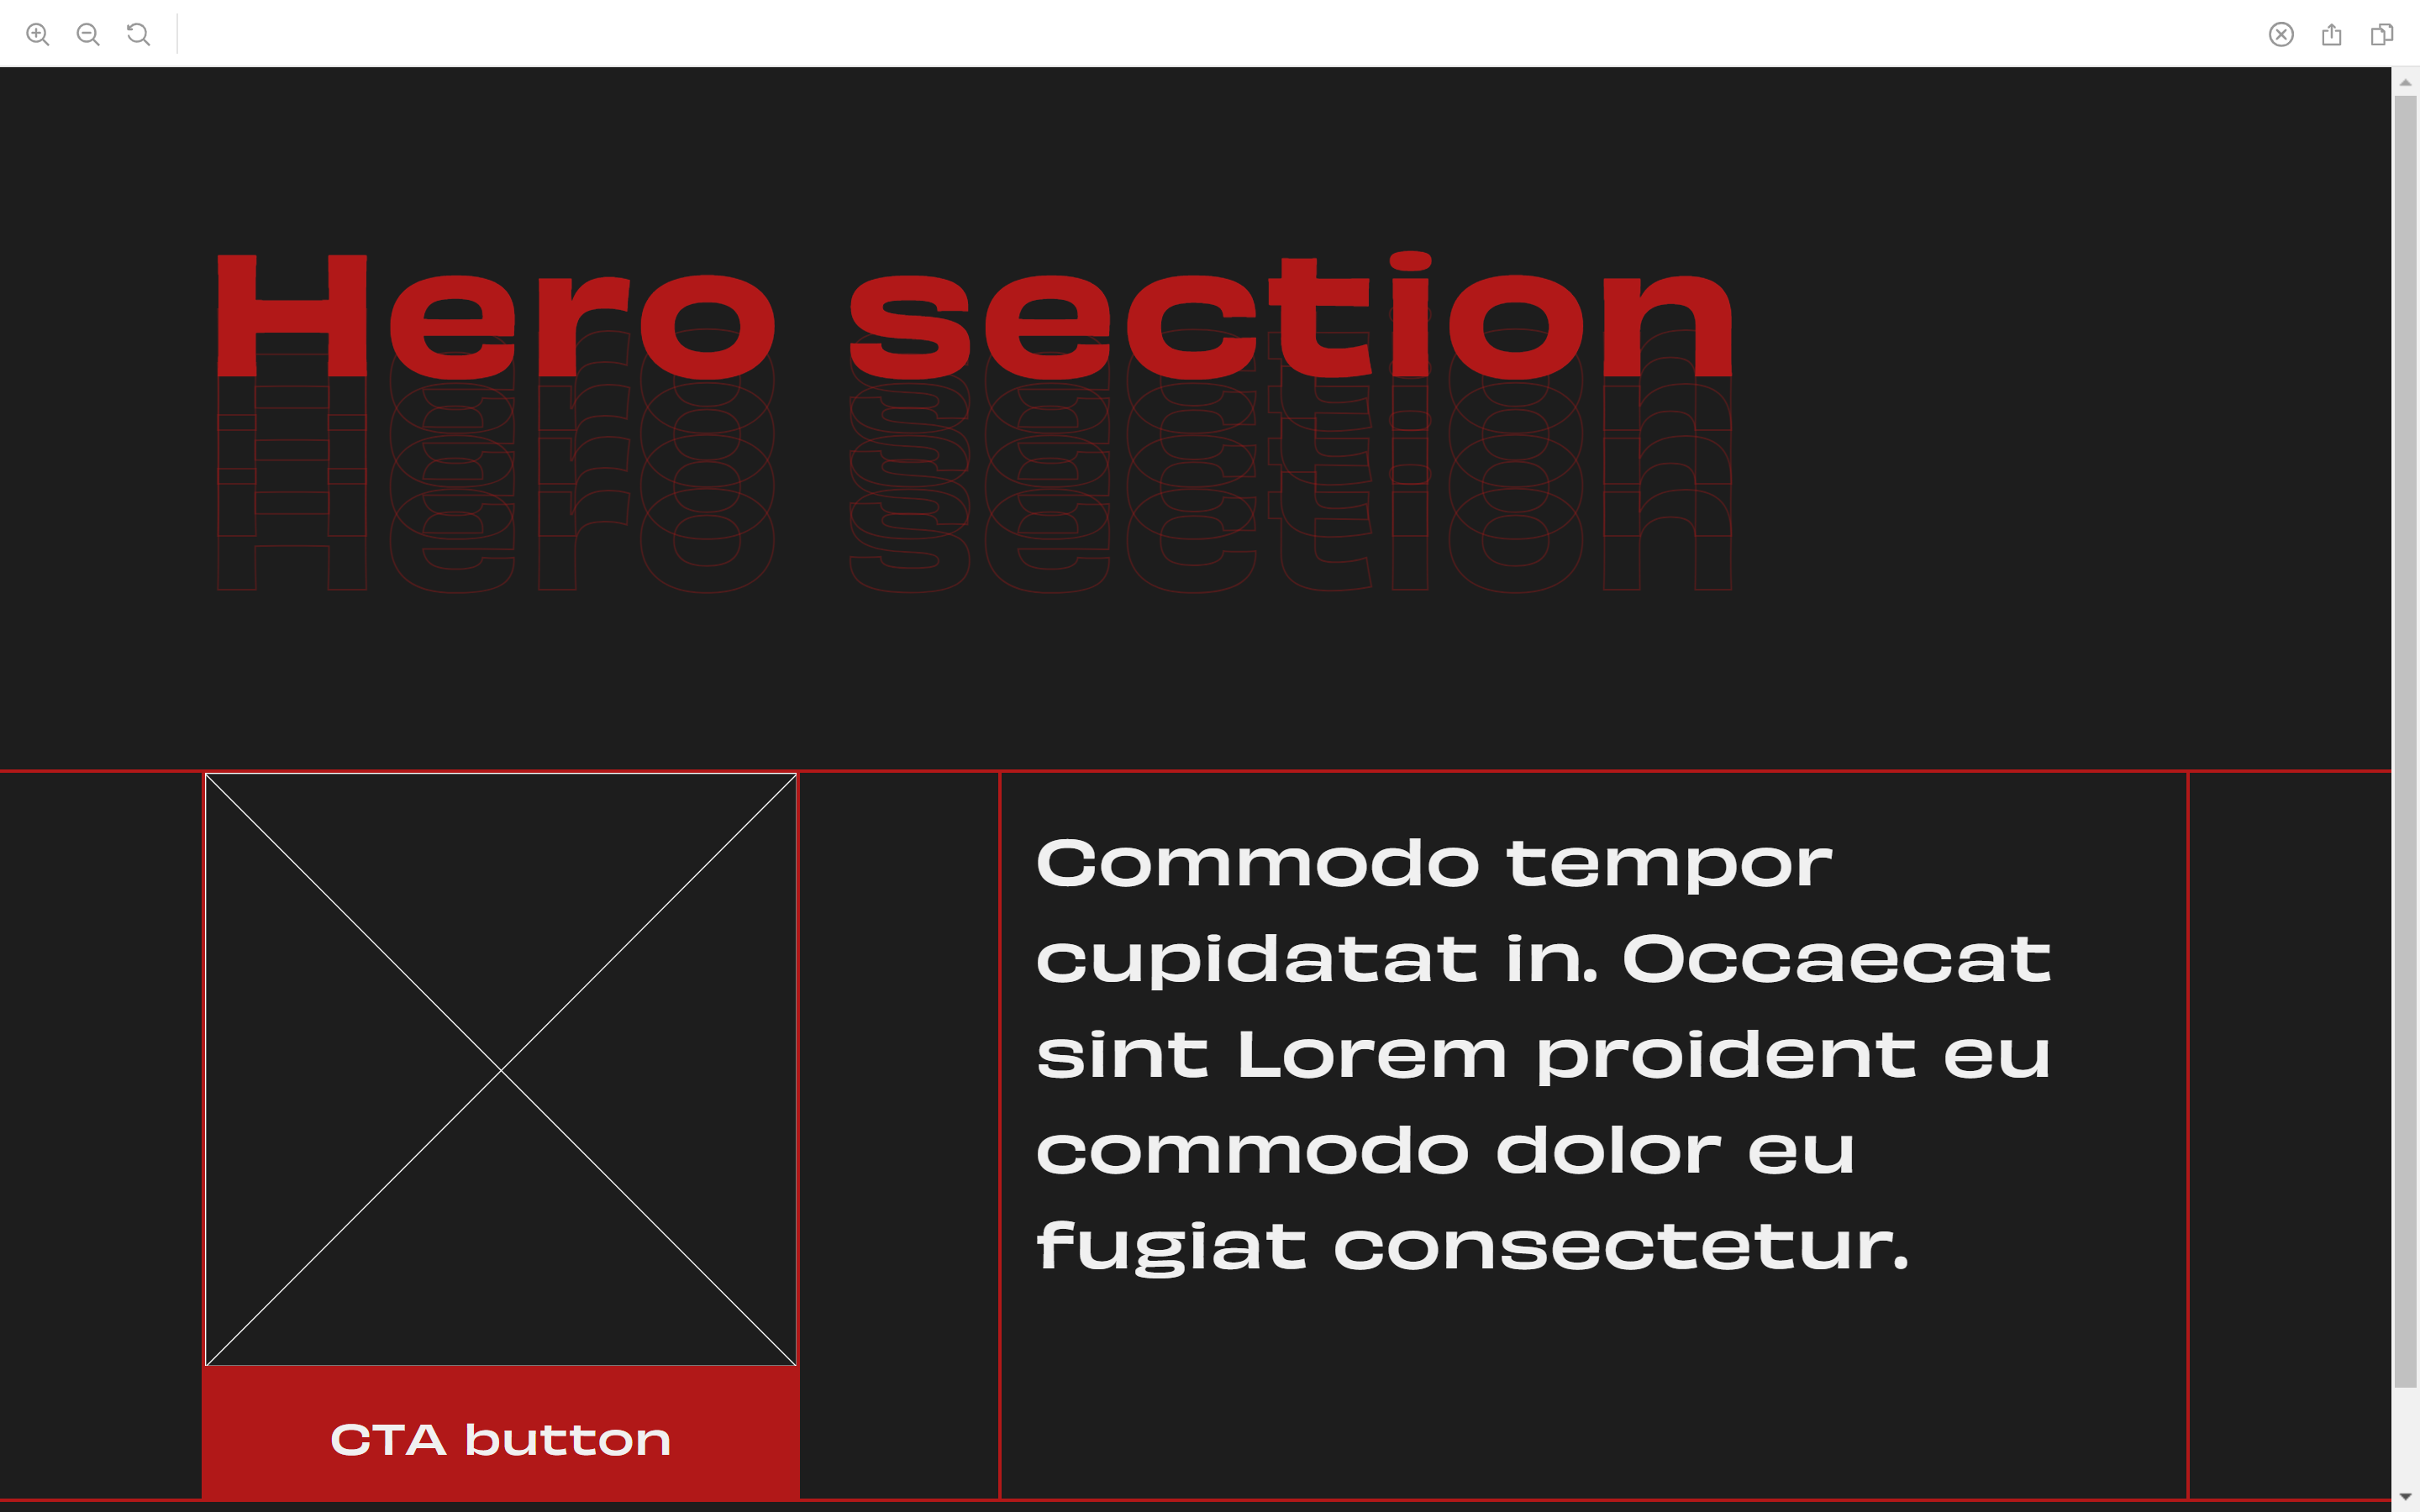 Hero section
Commodo tempor
cupidatat in. Occaecat
sint Lorem proident eu
commodo dolor eu
fugiat consectetur.
CTA button